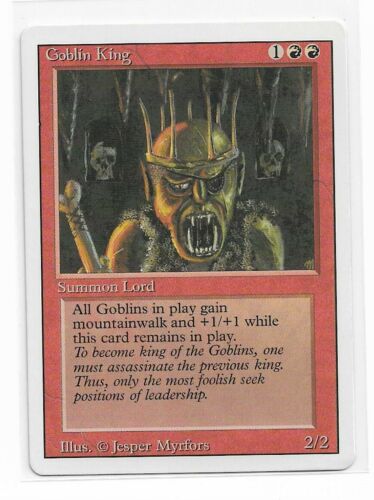 Goblin King 1
Summon Lord
All Goblins in play gain
mountainwalk and +1/+1 while
this card remains in play.
To become king of the Goblins, one
must assassinate the previous king.
Thus, only the most foolish seek
positions of leadership.
Illus. © Jesper Myrfors 2/2